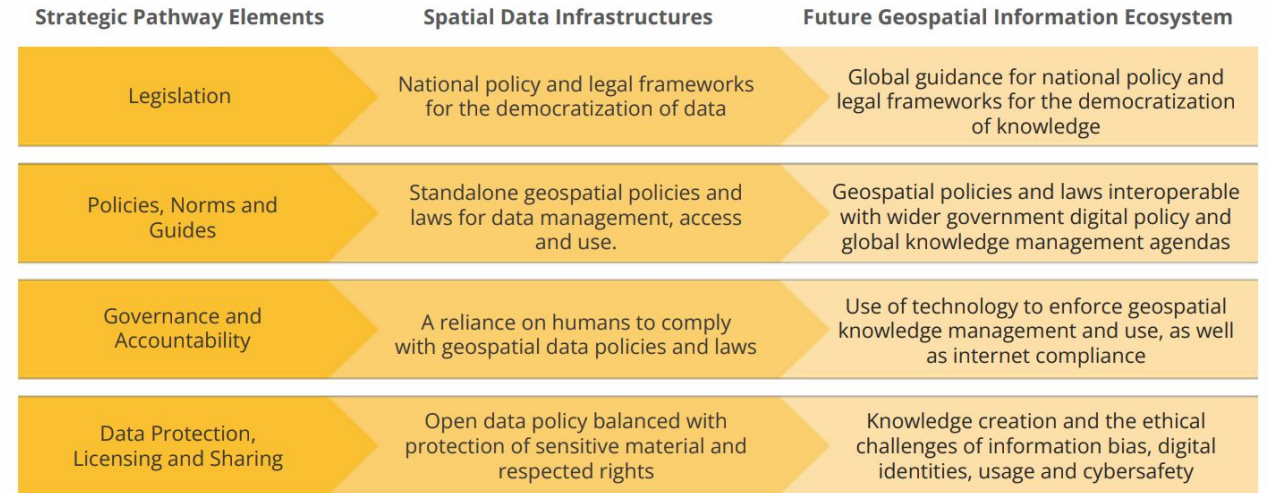 Strategic Pathway Elements
Spatial Data Infrastructures
Future Geospatial Information Ecosystem
Legislation
National policy and legal frameworks
for the democratization of data
Global guidance for national policy and
legal frameworks for the democratization
of knowledge
Policies, Norms and
Guides
Standalone geospatial policies and
laws for data management, access
and use.
Geospatial policies and laws interoperable
with wider government digital policy and
global knowledge management agendas
Governance and
Accountability
A reliance on humans to comply
with geospatial data policies and laws
Use of technology to enforce geospatial
knowledge management and use, as well
as internet compliance
Data Protection,
Licensing and Sharing
Open data policy balanced with
protection of sensitive material and
respected rights
Knowledge creation and the ethical
challenges of information bias, digital
identities, usage and cybersafety